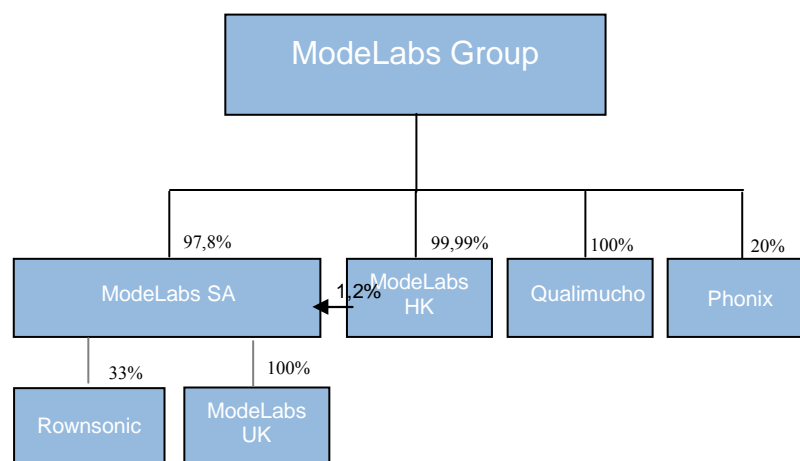 ModeLabs Group
97,8%
99,99%
100%
20%
ModeLabs SA
1,2%
ModeLabs
HK
Qualimucho
Phonix
33%
100%
Rownsonic
ModeLabs
UK